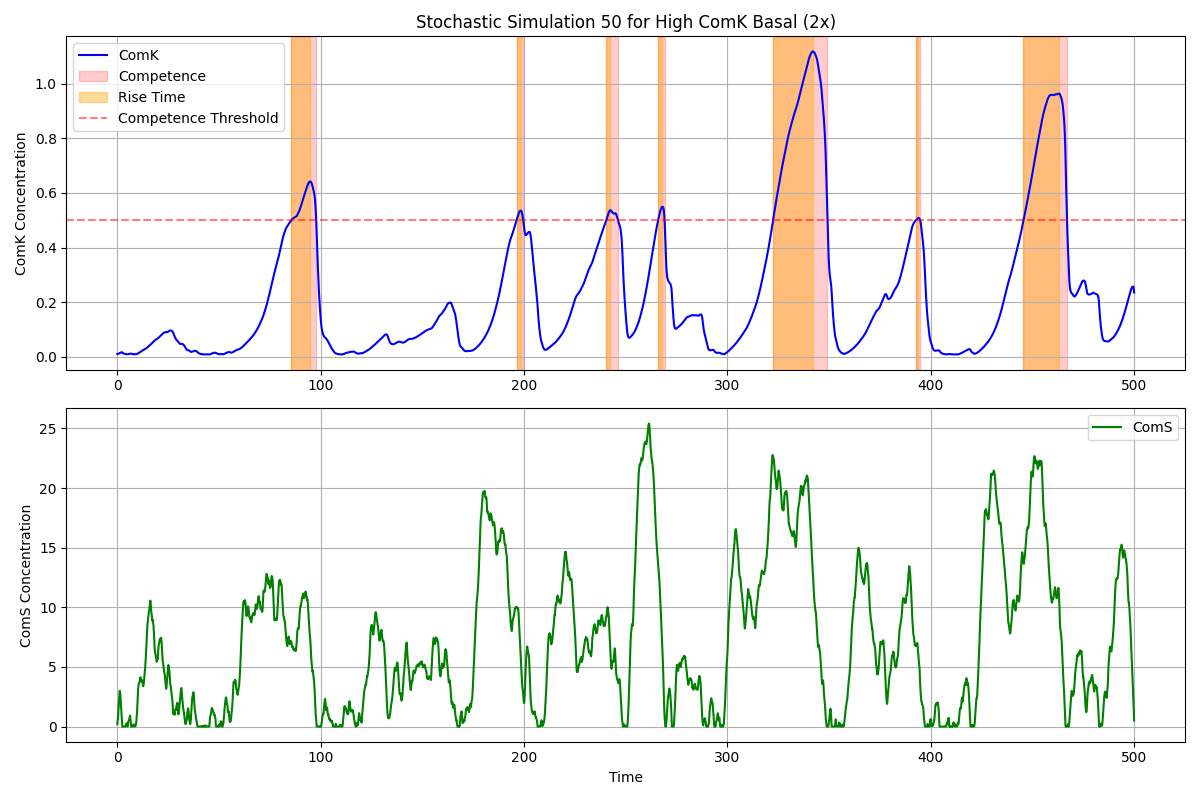 Stochastic Simulation 50 for High ComK Basal (2x)
ComK
Competence
Rise Time
Competence Threshold
ComK Concentration
1.0
0.8
0.6
0.4
0.2
0.0
0 100 200 300 400 500
ComS
ComS Concentration
25
20
15
10
5
0
0 100 200 300 400 500
Time